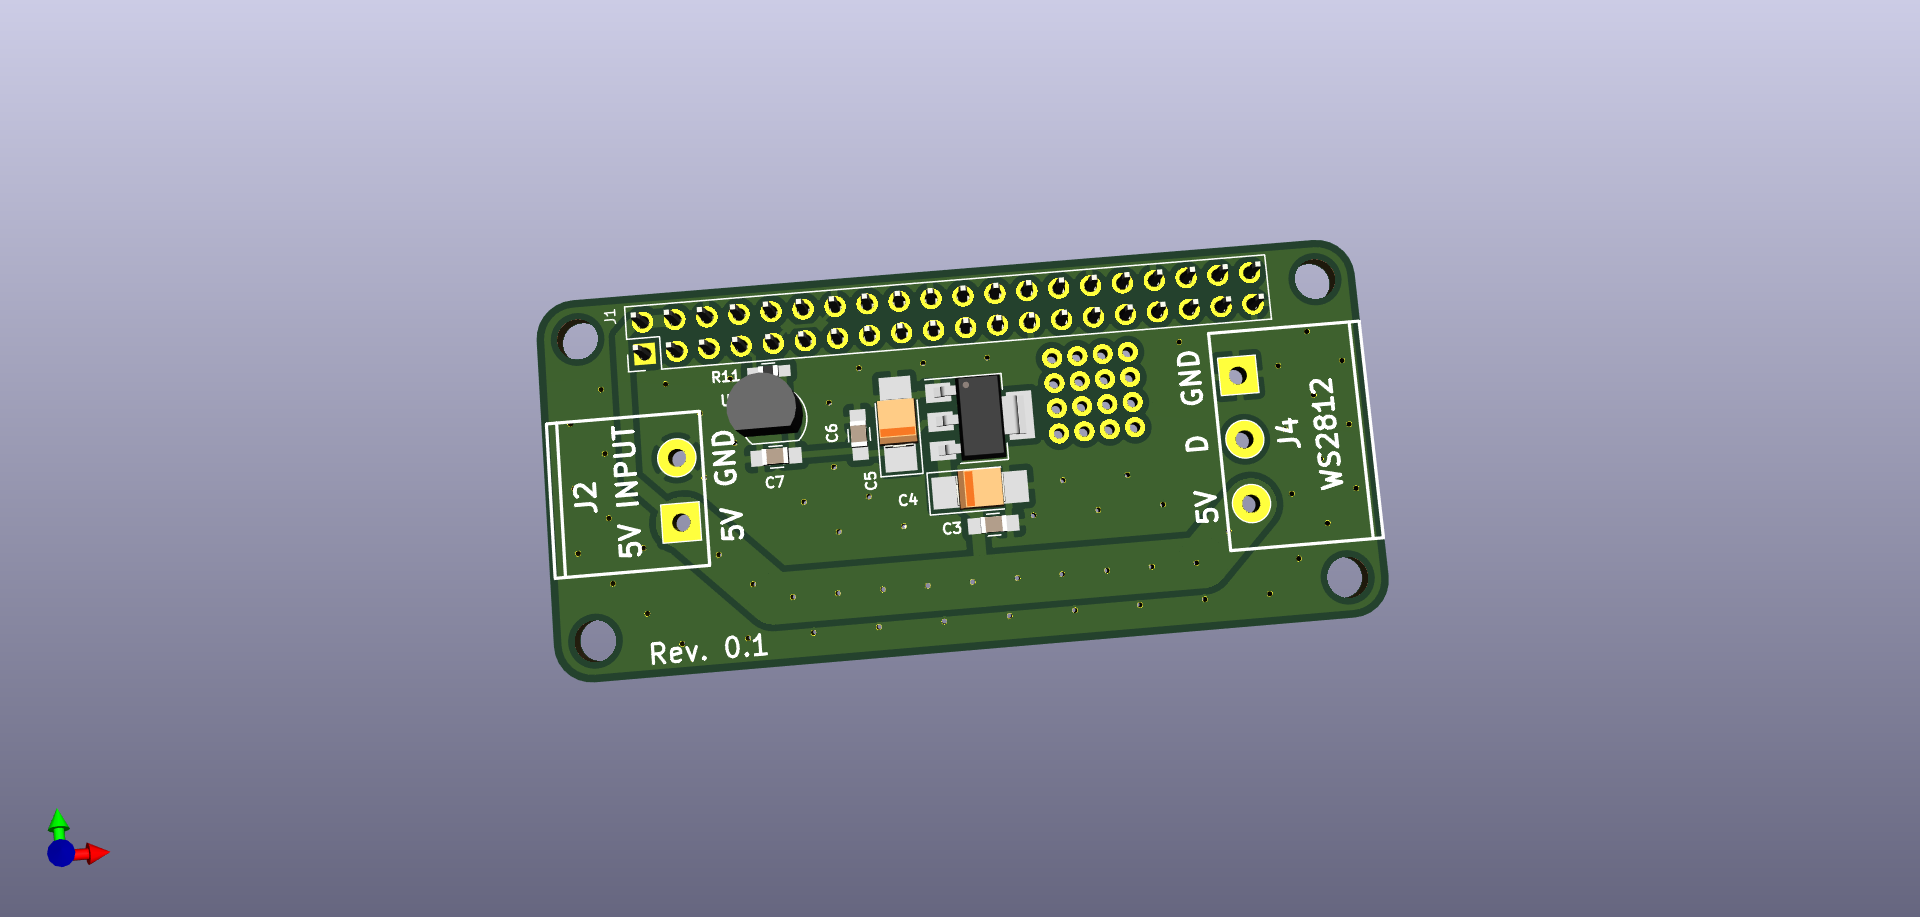 J1
R11
U
GND
C6
J2
5V INPUT
GND
5V
C7
C5
C4
C3
GND
D
5V
J4
WS2812
Rev. 0.1